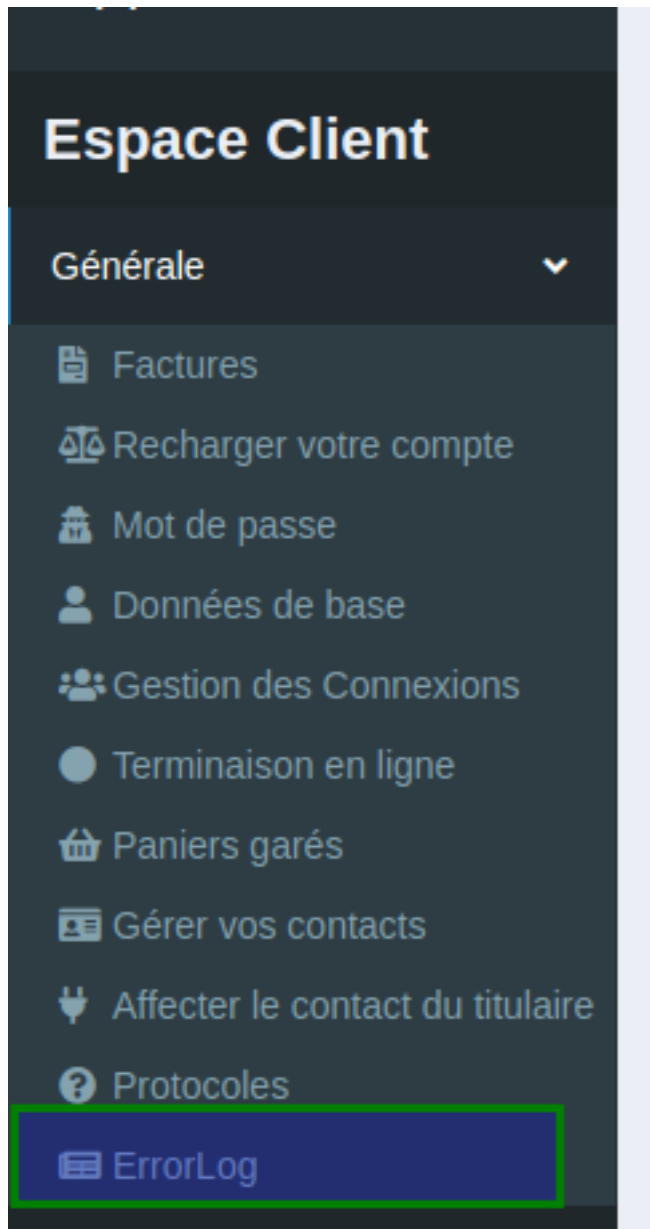 Espace Client
Générale
Factures
Recharger votre compte
Mot de passe
Données de base
Gestion des Connexions
Terminaison en ligne
Paniers garés
Gérer vos contacts
Affecter le contact du titulaire
Protocoles
ErrorLog